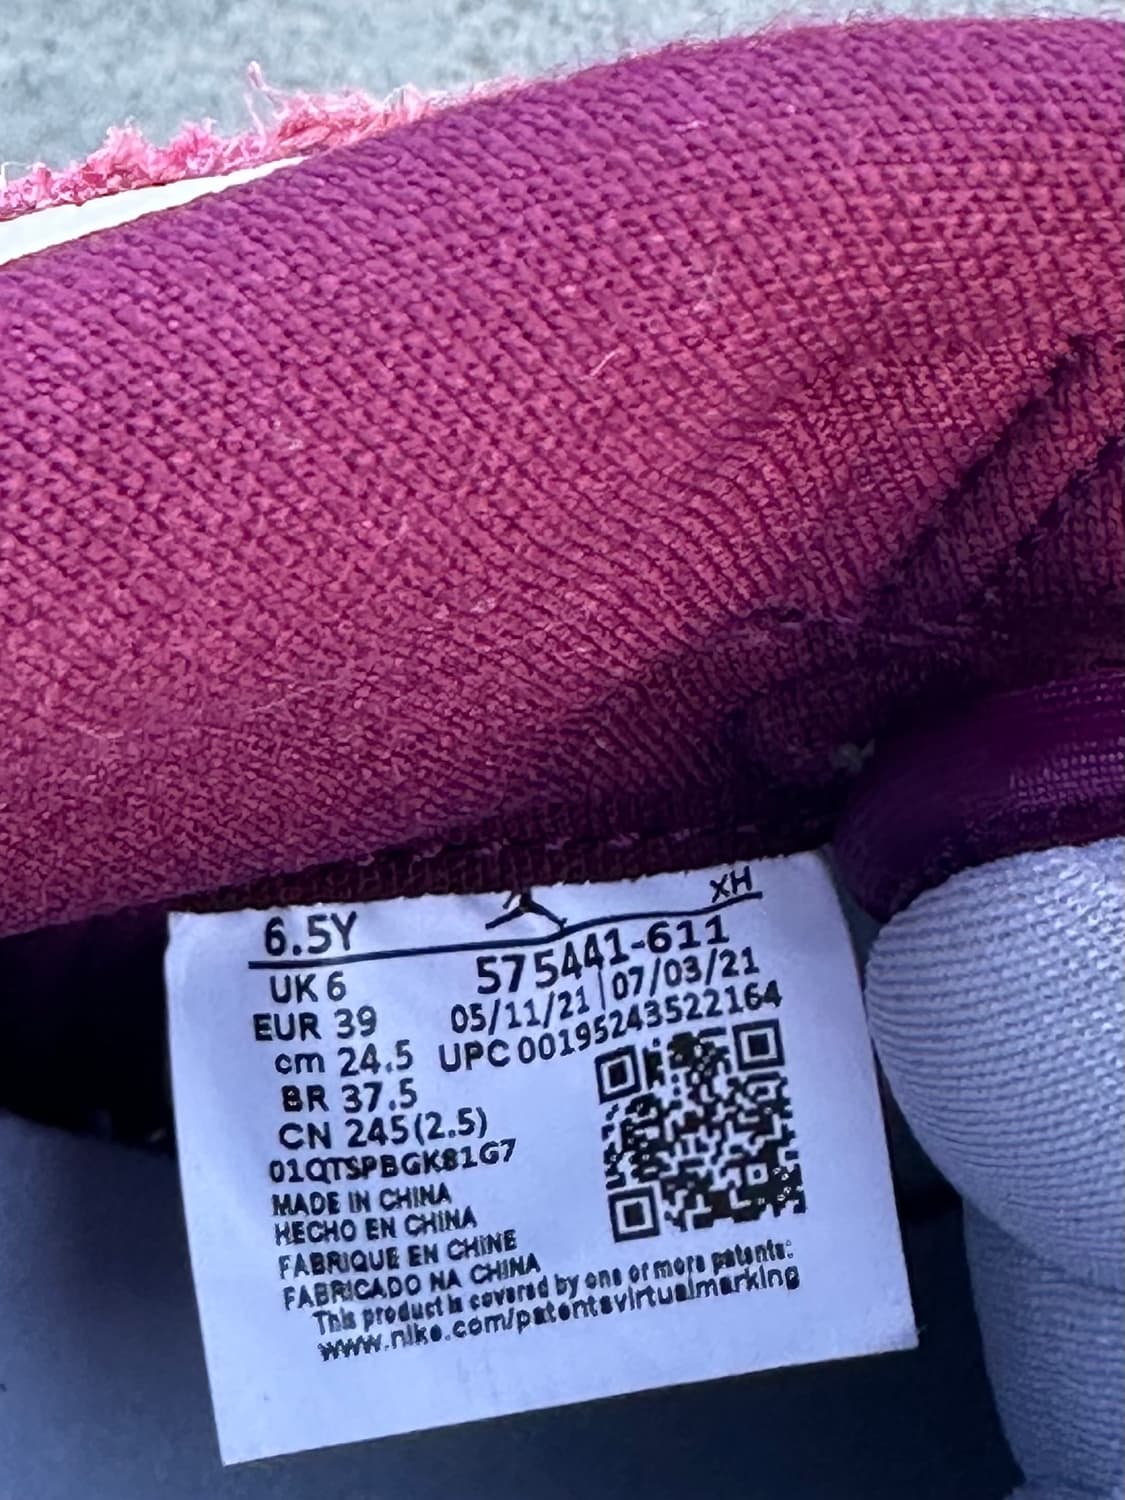 6.5Y XH
UK 6 575441-611
EUR 39 05/11/21 | 07/03/21
cm 24.5 UPC 00195243522164
BR 37.5
CN 245(2.5)
01QTSPBGK81G7
MADE IN CHINA
HECHO EN CHINA
FABRIQUE EN CHINE
FABRICADO NA CHINA
This product is covered by one or more patents:
www.nike.com/patentsvirtualmarking